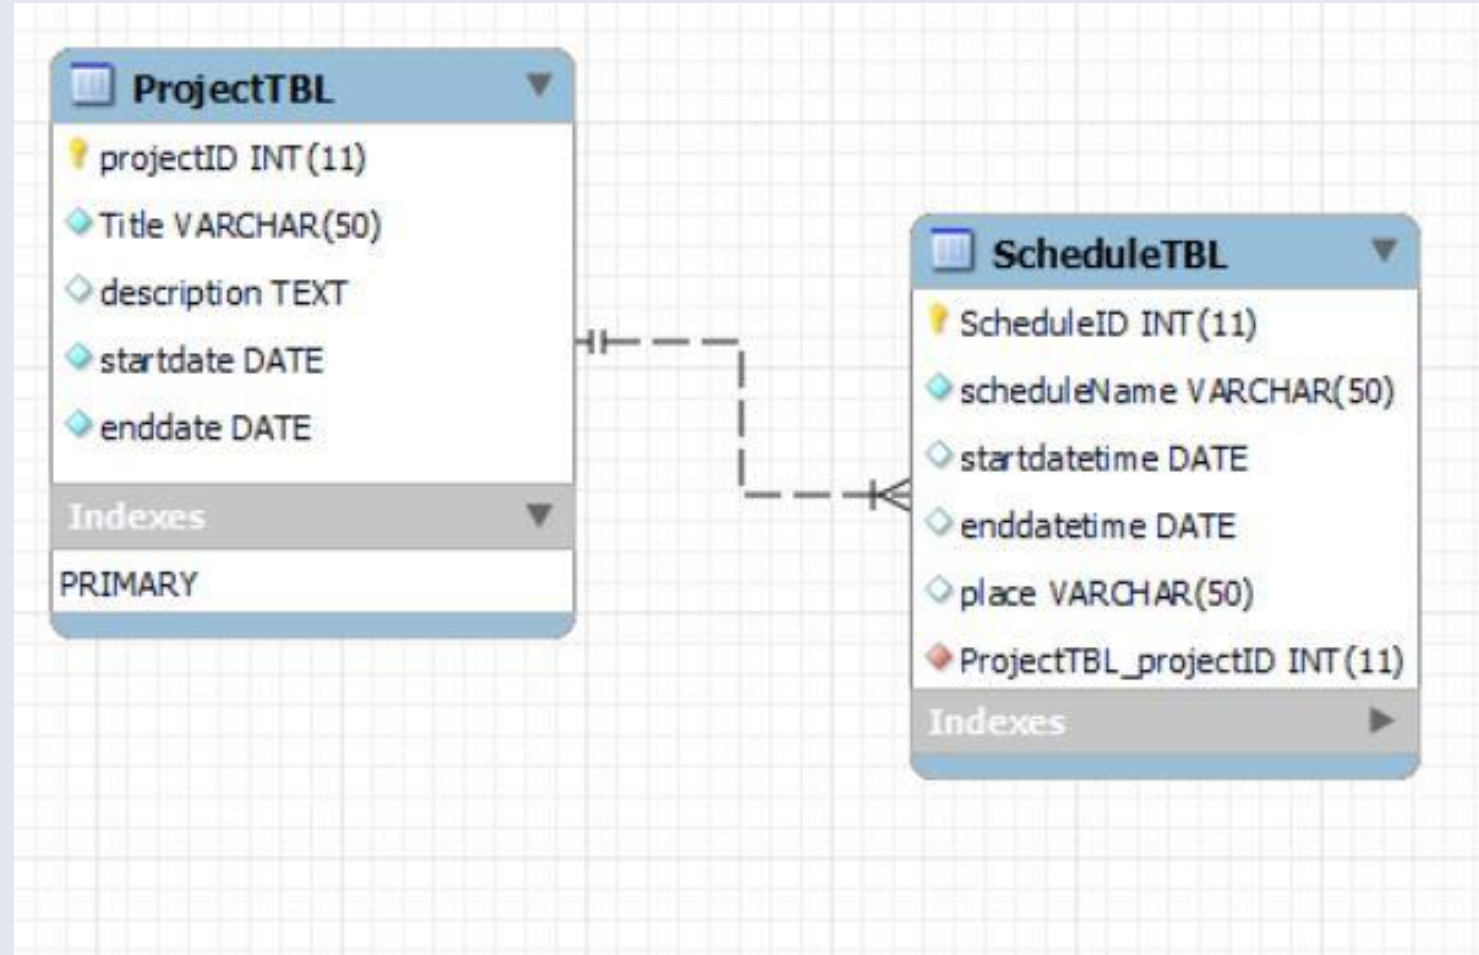 ProjectTBL
projectID INT(11)
Title VARCHAR(50)
description TEXT
startdate DATE
enddate DATE
Indexes
PRIMARY
ScheduleTBL
ScheduleID INT(11)
scheduleName VARCHAR(50)
startdatetime DATE
enddatetime DATE
place VARCHAR(50)
ProjectTBL_projectID INT(11)
Indexes